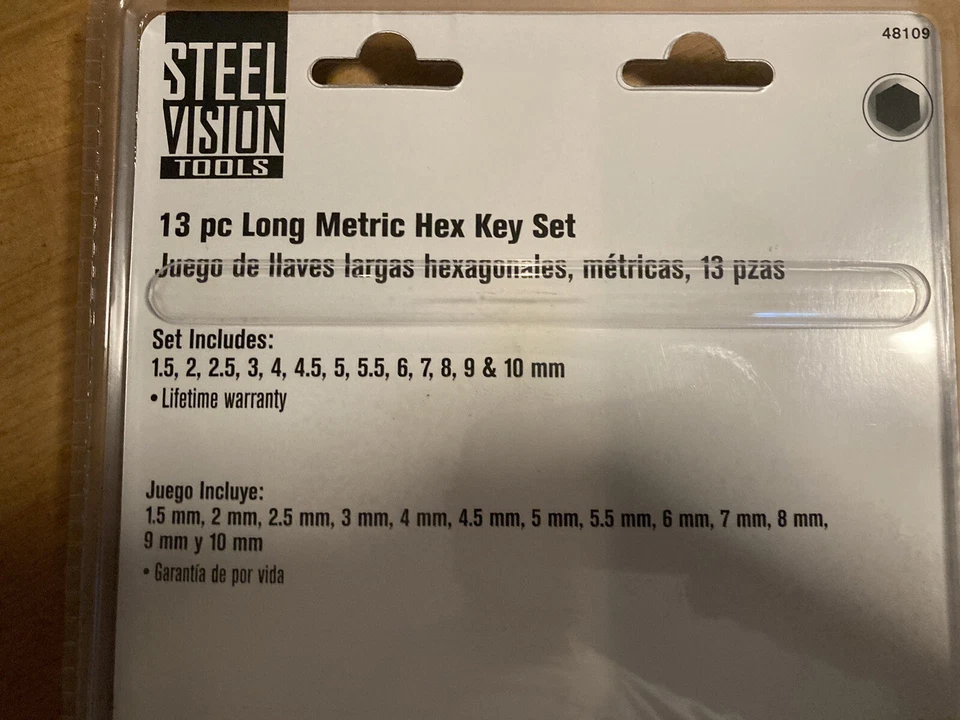 48109
STEEL
VISION
TOOLS
13 pc Long Metric Hex Key Set
Juego de llaves largas hexagonales, métricas, 13 pzas
Set Includes:
1.5, 2, 2.5, 3, 4, 4.5, 5, 5.5, 6, 7, 8, 9 & 10 mm
• Lifetime warranty
Juego Incluye:
1.5 mm, 2 mm, 2.5 mm, 3 mm, 4 mm, 4.5 mm, 5 mm, 5.5 mm, 6 mm, 7 mm, 8 mm,
9 mm y 10 mm
• Garantía de por vida